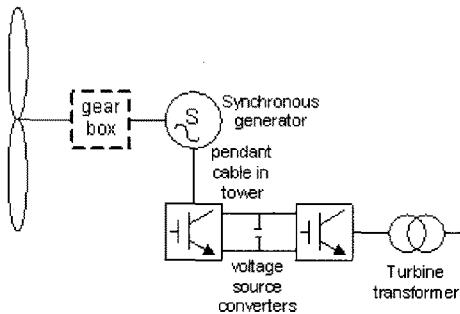 gear
box
S
Synchronous
generator
pendant
cable in
tower
voltage
source
converters
Turbine
transformer